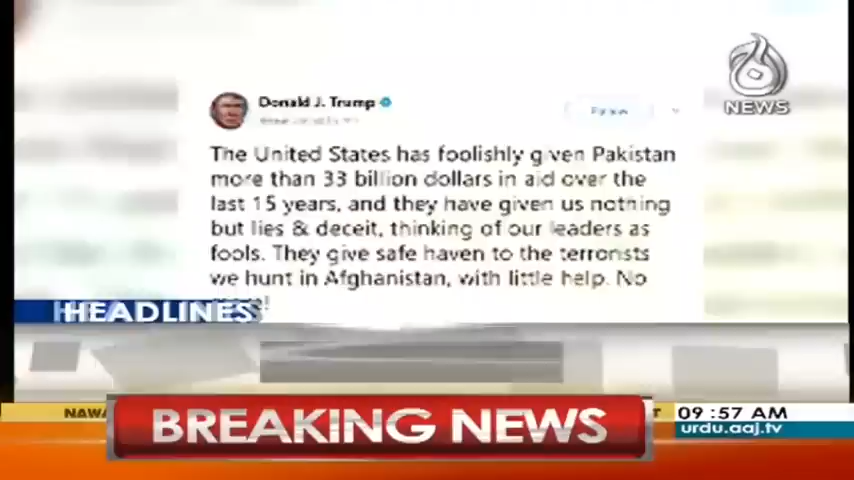 NEWS
Donald J. Trump
The United States has foolishly given Pakistan
more than 33 billion dollars in aid over the
last 15 years, and they have given us nothing
but lies & deceit, thinking of our leaders as
fools. They give safe haven to the terrorists
we hunt in Afghanistan, with little help. No
HEADLINES
BREAKING NEWS
09:57 AM
urdu.aaj.tv